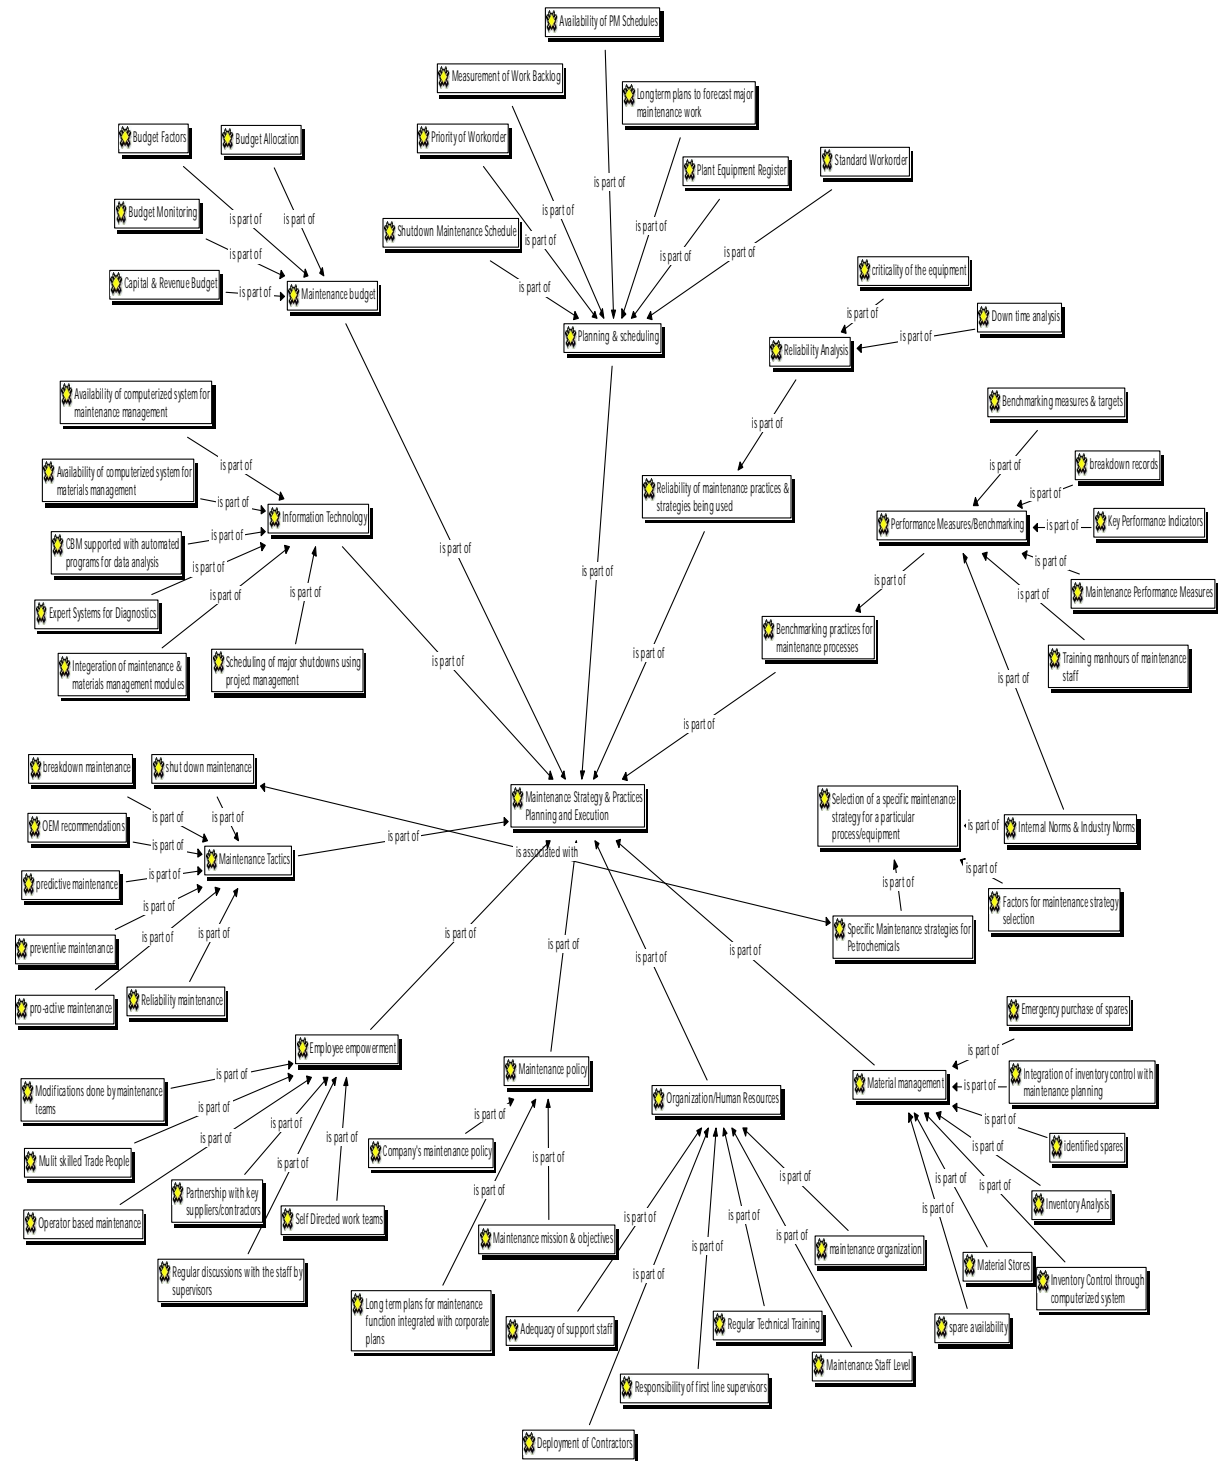 Availability of PM Schedules
Measurement of Work Backlog
Longterm plans to forecast major
maintenance work
Budget Factors
Budget Allocation
Priority of Workorder
Plant Equipment Register
Standard Workorder
is part of
Budget Monitoring
is part of
is part of
is part of
is part of
Shutdown Maintenance Schedule
is part of
is part of
is part of
is part of
is part of
criticality of the equipment
Capital & Revenue Budget
is part of
Maintenance budget
is part of
is part of
Down time analysis
Planning & scheduling
is part of
Reliability Analysis
Availability of computerized system for
maintenance management
Benchmarking measures & targets
is part of
is part of
Availability of computerized system for
materials management
is part of
breakdown records
is part of
Reliability of maintenance practices &
strategies being used
is part of
Information Technology
Performance Measures/Benchmarking
is part of
Key Performance Indicators
CBM supported with automated
programs for data analysis
is part of
is part of
is part of
is part of
is part of
is part of
is part of
is part of
is part of
Maintenance Performance Measures
Expert Systems for Diagnostics
Benchmarking practices for
maintenance processes
Integeration of maintenance &
materials management modules
Scheduling of major shutdowns using
project management
is part of
is part of
Training manhours of maintenance
staff
is part of
is part of
breakdown maintenance
shut down maintenance
Maintenance Strategy & Practices
Planning and Execution
Selection of a specific maintenance
strategy for a particular
process/equipment
is part of
Internal Norms & Industry Norms
OEM recommendations
is part of
is part of
is part of
is part of
Maintenance Tactics
is associated with
is part of
predictive maintenance
is part of
is part of
is part of
Factors for maintenance strategy
selection
preventive maintenance
is part of
is part of
is part of
is part of
is part of
is part of
Specific Maintenance strategies for
Petrochemicals
pro-active maintenance
Reliability maintenance
Emergency purchase of spares
Employee empowerment
is part of
Maintenance policy
Material management
is part of
Integration of inventory control with
maintenance planning
Modifications done by maintenance
teams
is part of
Organization/Human Resources
is part of
is part of
is part of
is part of
is part of
is part of
Mulit skilled Trade People
Company's maintenance policy
is part of
is part of
identified spares
is part of
is part of
is part of
is part of
is part of
Partnership with key
suppliers/contractors
Self Directed work teams
Inventory Analysis
Operator based maintenance
Maintenance mission & objectives
is part of
is part of
is part of
is part of
is part of
maintenance organization
Regular discussions with the staff by
supervisors
is part of
Material Stores
Inventory Control through
computerized system
Long term plans for maintenance
function integrated with corporate
plans
Adequacy of support staff
Regular Technical Training
spare availability
Maintenance Staff Level
Responsibility of first line supervisors
Deployment of Contractors